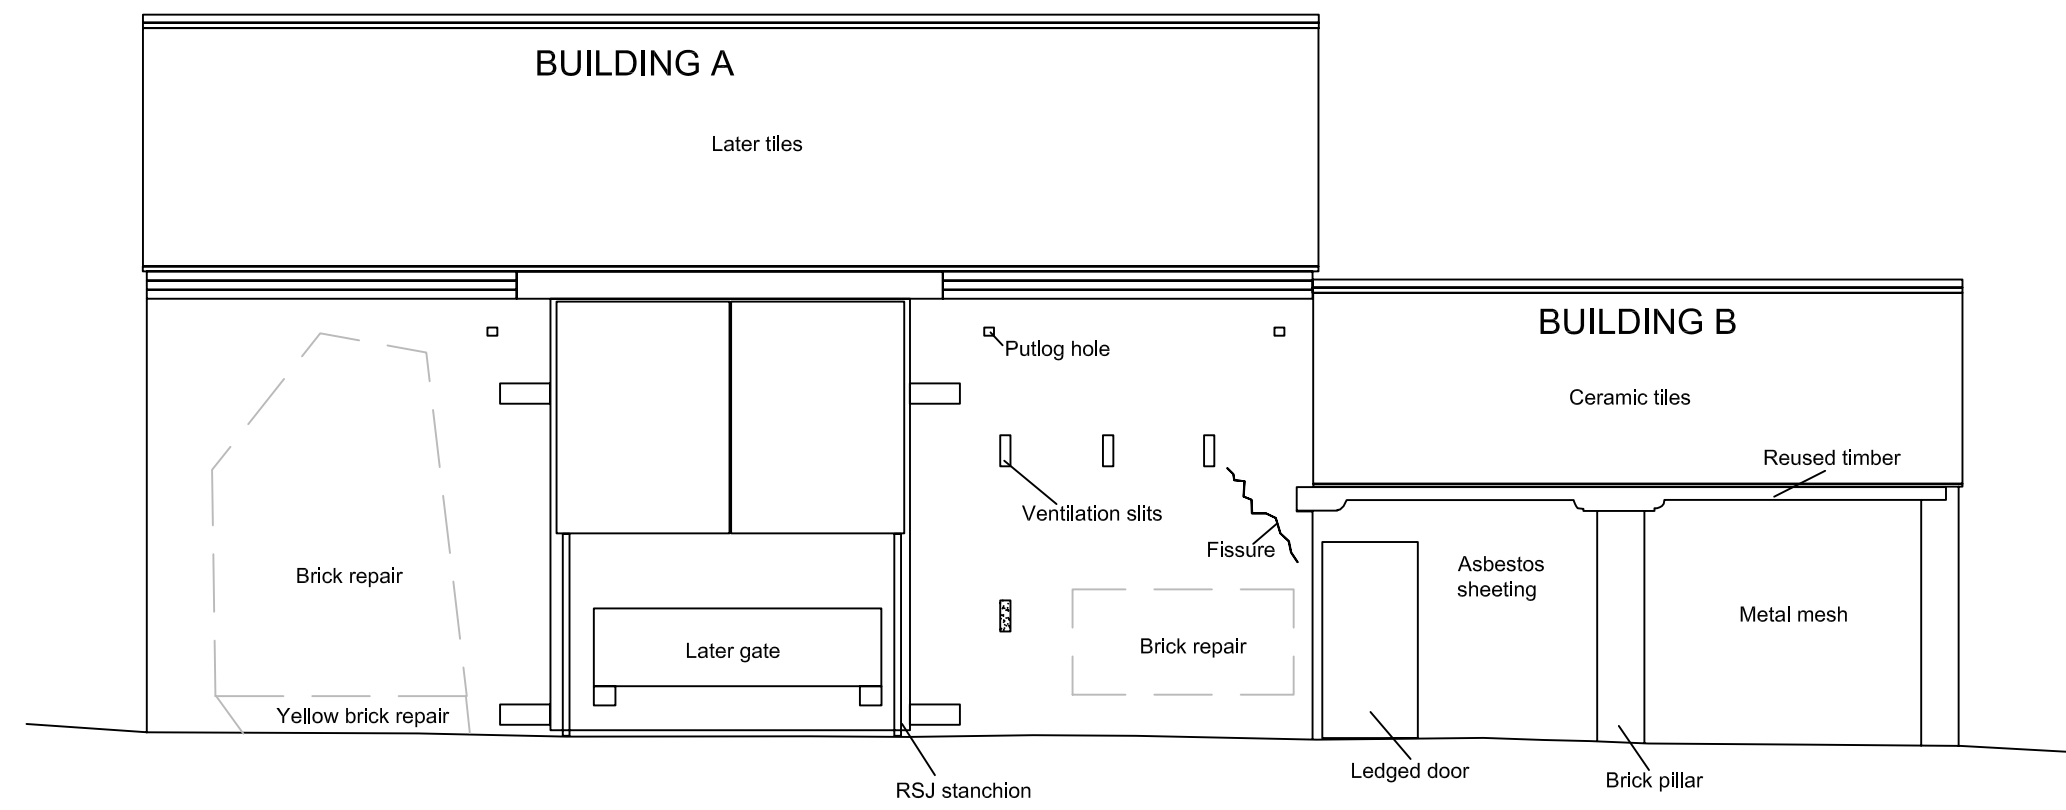 BUILDING A
Later tiles
BUILDING B
Putlog hole
Ceramic tiles
Reused timber
Ventilation slits
Fissure
Brick repair
Asbestos
sheeting
Metal mesh
Later gate
Brick repair
Yellow brick repair
Ledged door
Brick pillar
RSJ stanchion